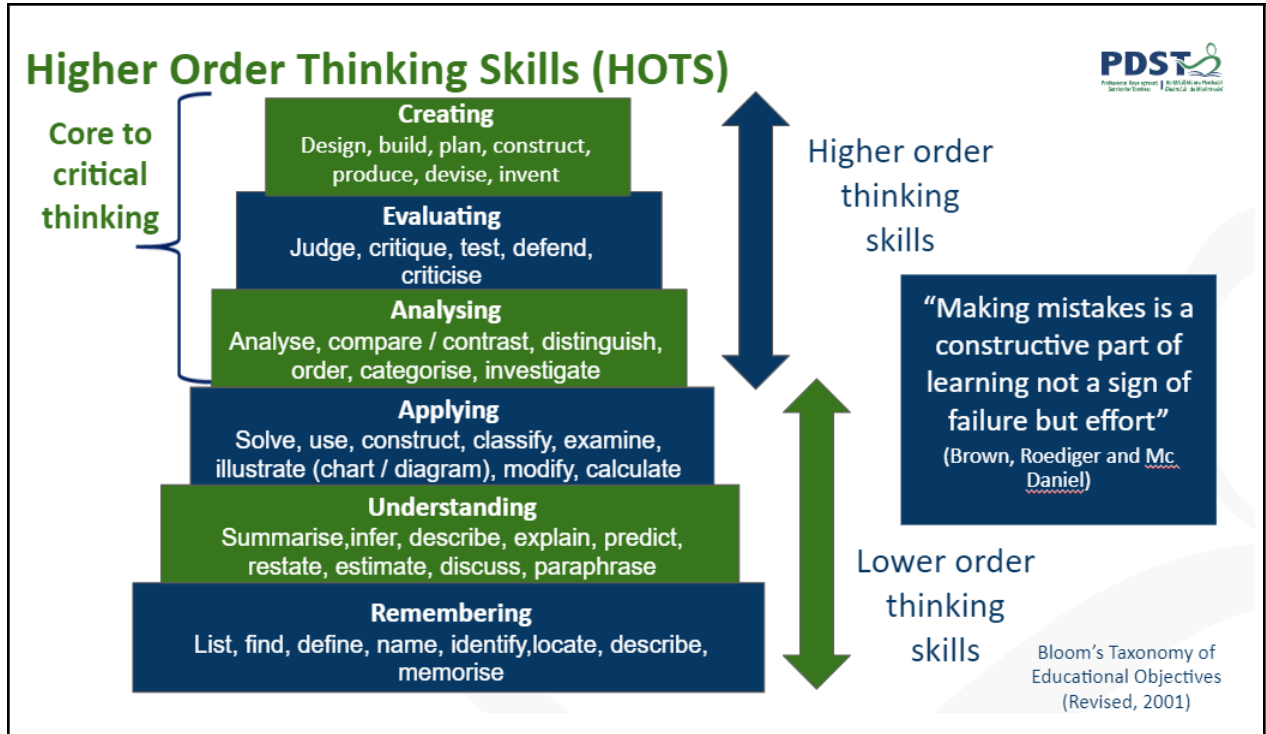 Higher Order Thinking Skills (HOTS)
PDST
Core to
critical
thinking
Creating
Design, build, plan, construct,
produce, devise, invent
Evaluating
Judge, critique, test, defend,
criticise
Analysing
Analyse, compare / contrast, distinguish,
order, categorise, investigate
Applying
Solve, use, construct, classify, examine,
illustrate (chart / diagram), modify, calculate
Understanding
Summarise,infer, describe, explain, predict,
restate, estimate, discuss, paraphrase
Remembering
List, find, define, name, identify,locate, describe,
memorise
Higher order
thinking
skills
Lower order
thinking
skills
“Making mistakes is a
constructive part of
learning not a sign of
failure but effort”
(Brown, Roediger and Mc
Daniel)
Bloom’s Taxonomy of
Educational Objectives
(Revised, 2001)